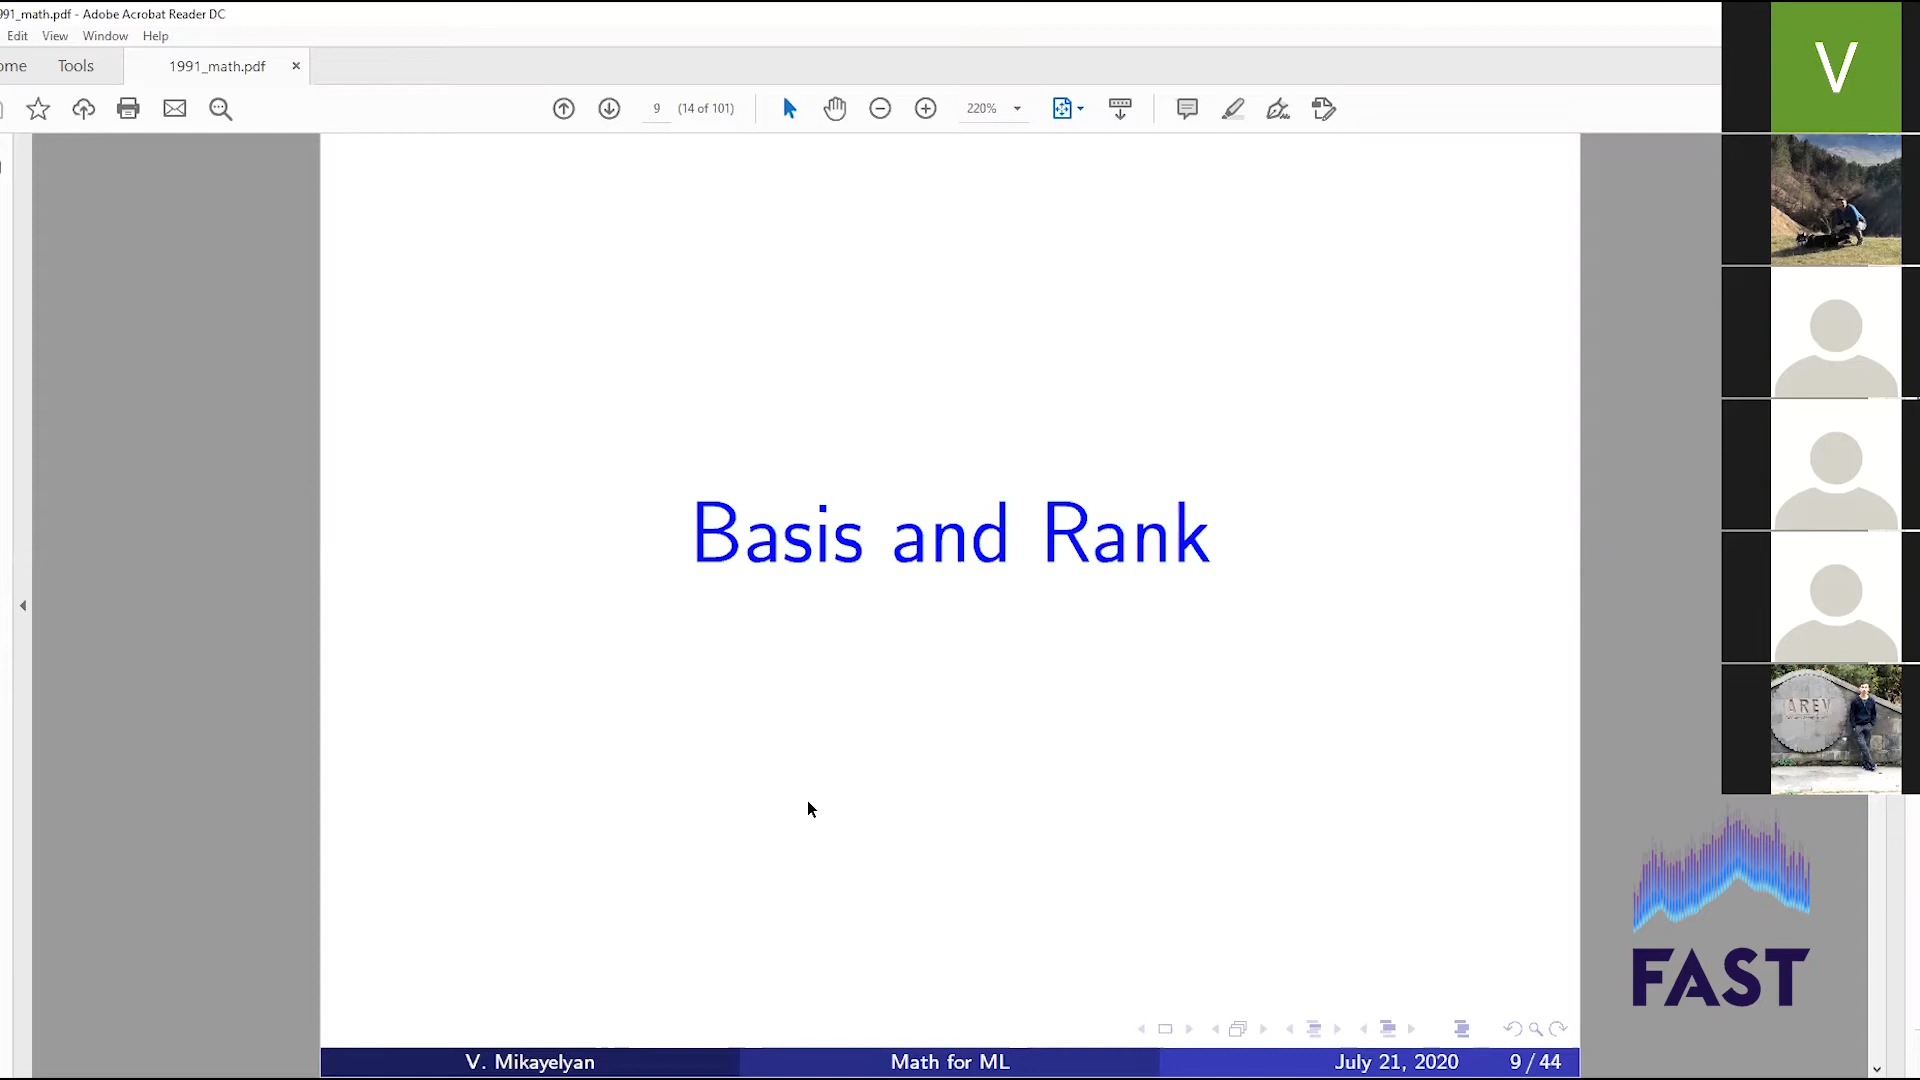 991_math.pdf - Adobe Acrobat Reader DC
Edit View Window Help
ome Tools 1991_math.pdf ×
9 (14 of 101) 220%
V
Basis and Rank
AREV
FAST
V. Mikayelyan Math for ML July 21, 2020 9 / 44